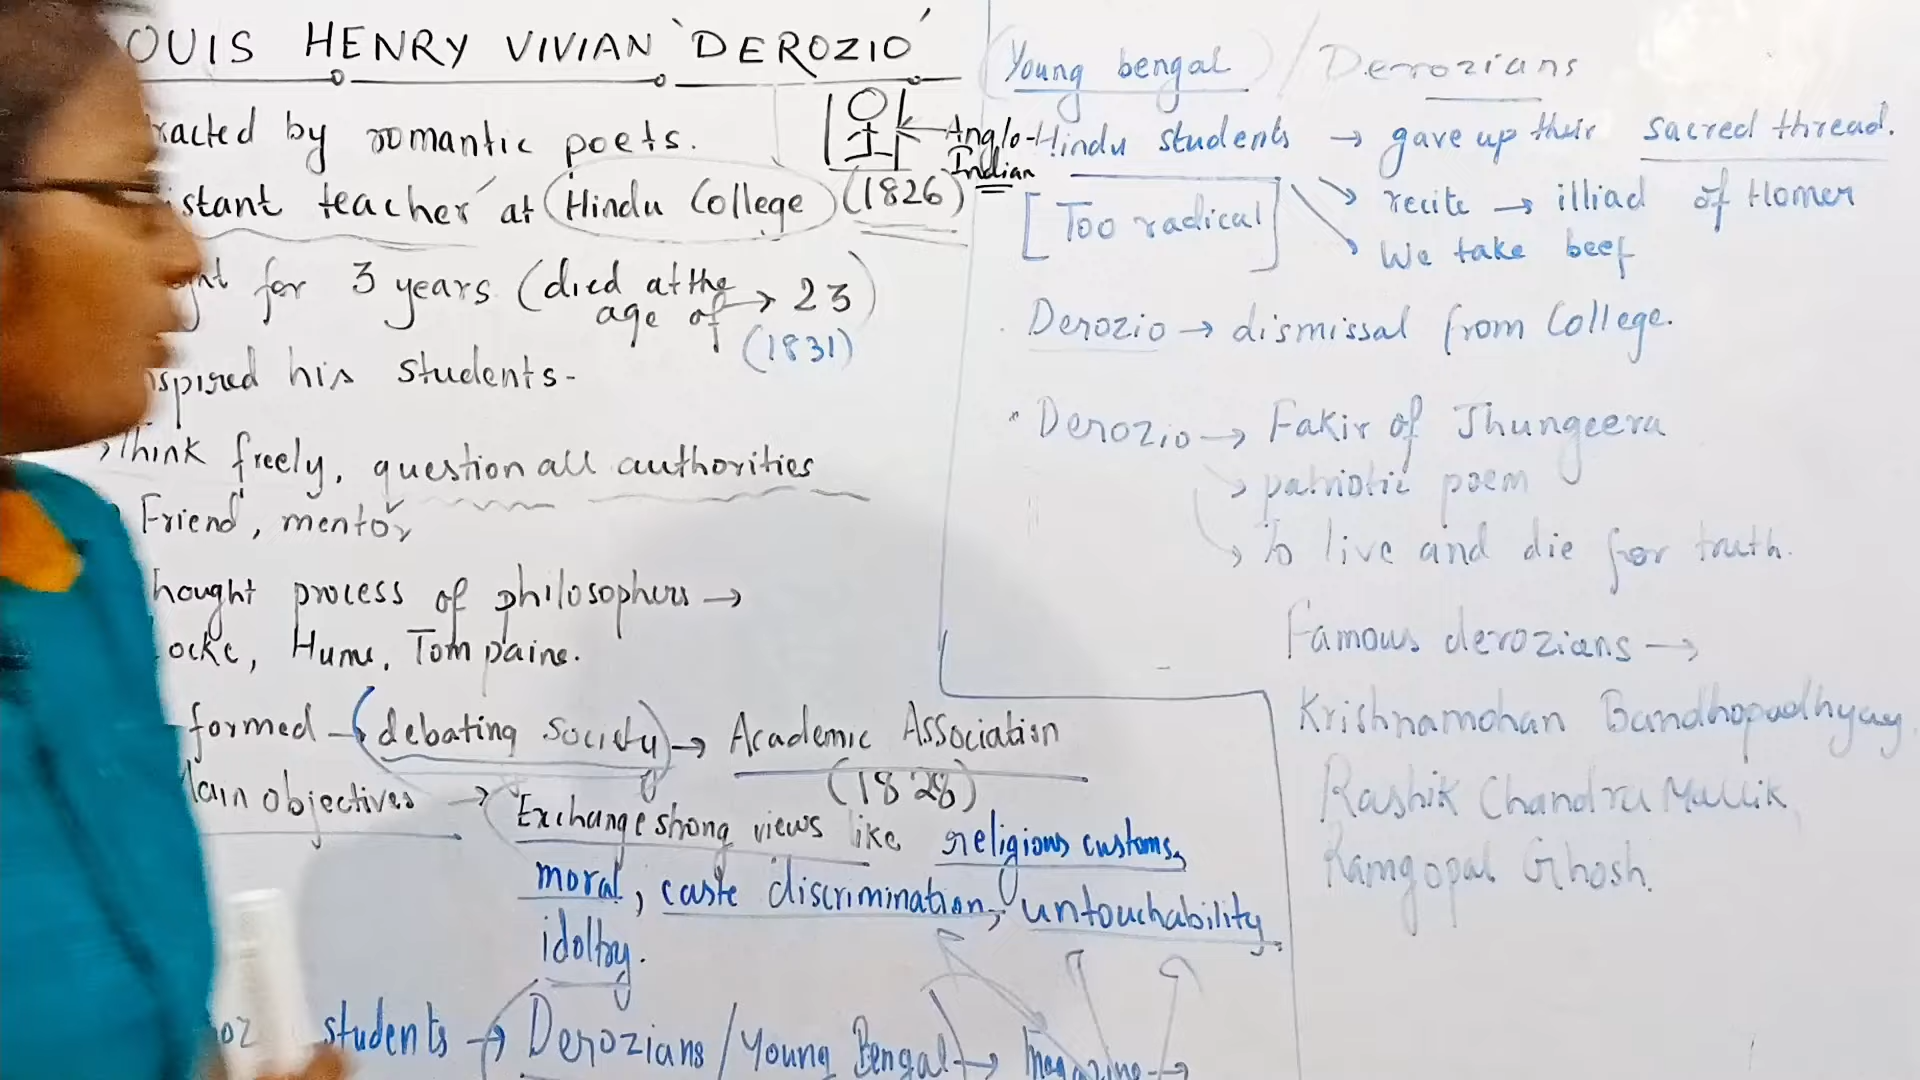 OUIS HENRY VIVIAN 'DEROZIO'
racted by romantic poets.
Anglo-Indian
istant teacher at Hindu College (1826)
for 3 years (died at the age of → 23)
(1831)
nspired his students-
→ Think freely, question all authorities
Friend, mentor
hought process of philosophers →
ocke, Hume, Tom paine.
formed → (debating society) → Academic Association
(1828)
Main objectives → Exchange strong views like religious customs,
moral, caste discrimination, untouchability,
idoltry.
oz students → Derozians / Young Bengal → Magazine →
(Young bengal) / Derozians
Hindu students → gave up their sacred thread.
→ recite → illiad of Homer
[Too radical]
→ We take beef
Derozio → dismissal from College.
Derozio → Fakir of Jhungeera
→ patriotic poem
→ To live and die for truth.
Famous derozians →
Krishnamohan Bandhopadhyay,
Rashik Chandra Mullik,
Ramgopal Ghosh.